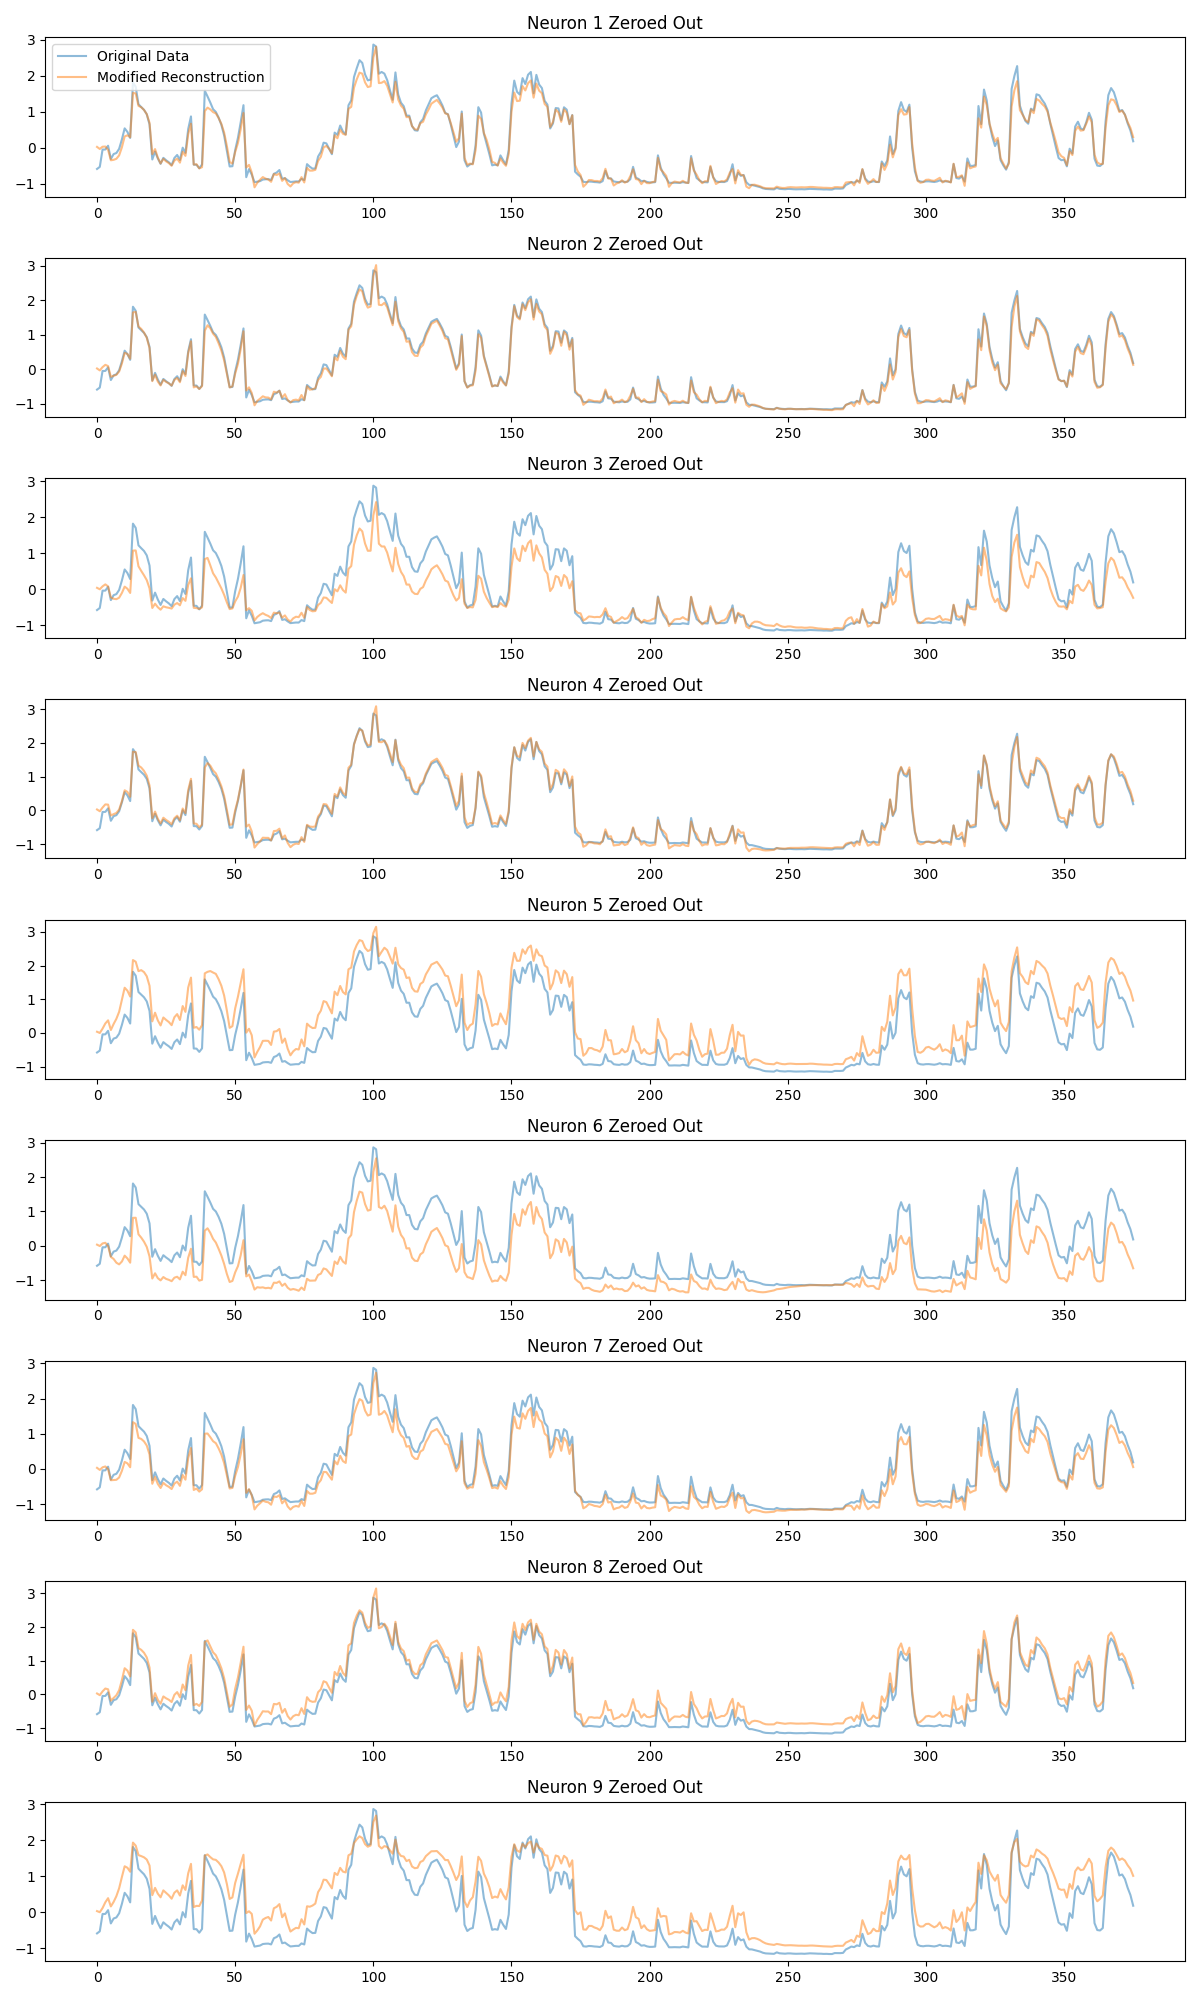 Neuron 1 Zeroed Out
Original Data
Modified Reconstruction
3
2
1
0
−1
0 50 100 150 200 250 300 350
Neuron 2 Zeroed Out
3
2
1
0
−1
0 50 100 150 200 250 300 350
Neuron 3 Zeroed Out
3
2
1
0
−1
0 50 100 150 200 250 300 350
Neuron 4 Zeroed Out
3
2
1
0
−1
0 50 100 150 200 250 300 350
Neuron 5 Zeroed Out
3
2
1
0
−1
0 50 100 150 200 250 300 350
Neuron 6 Zeroed Out
3
2
1
0
−1
0 50 100 150 200 250 300 350
Neuron 7 Zeroed Out
3
2
1
0
−1
0 50 100 150 200 250 300 350
Neuron 8 Zeroed Out
3
2
1
0
−1
0 50 100 150 200 250 300 350
Neuron 9 Zeroed Out
3
2
1
0
−1
0 50 100 150 200 250 300 350